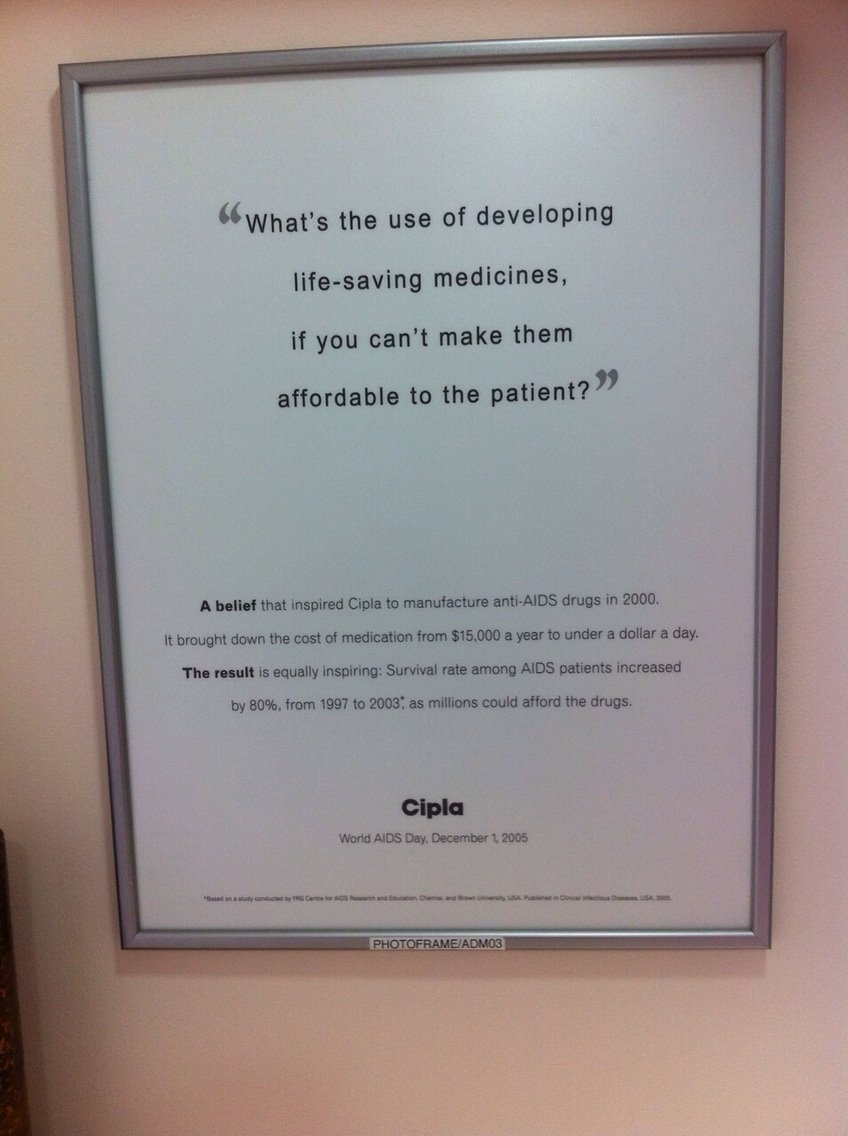 “What's the use of developing
life-saving medicines,
if you can't make them
affordable to the patient?”
A belief that inspired Cipla to manufacture anti-AIDS drugs in 2000.
It brought down the cost of medication from $15,000 a year to under a dollar a day.
The result is equally inspiring: Survival rate among AIDS patients increased
by 80%, from 1997 to 2003*, as millions could afford the drugs.
Cipla
World AIDS Day, December 1, 2005
*Based on a study conducted by YRG Centre for AIDS Research and Education, Chennai, and Brown University, USA. Published in Clinical Infectious Diseases, USA, 2005.
PHOTOFRAME/ADM03